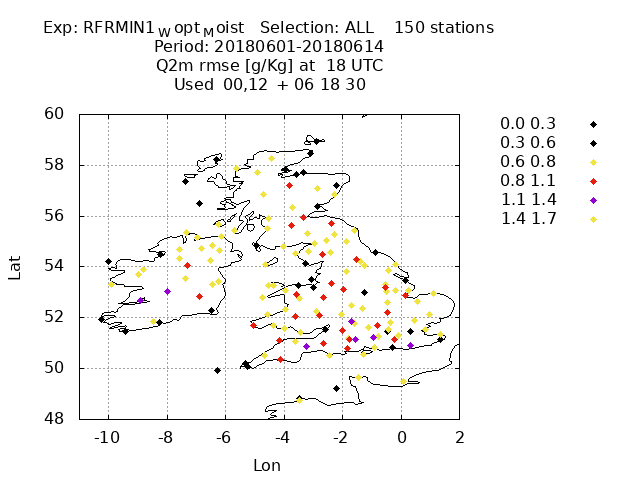 Exp: RFRMIN1WoptMoist Selection: ALL 150 stations
Period: 20180601-20180614
Q2m rmse [g/Kg] at 18 UTC
Used 00,12 + 06 18 30
60
58
56
54
52
50
48
-10 -8 -6 -4 -2 0 2
Lat
Lon
0.0 0.3
0.3 0.6
0.6 0.8
0.8 1.1
1.1 1.4
1.4 1.7